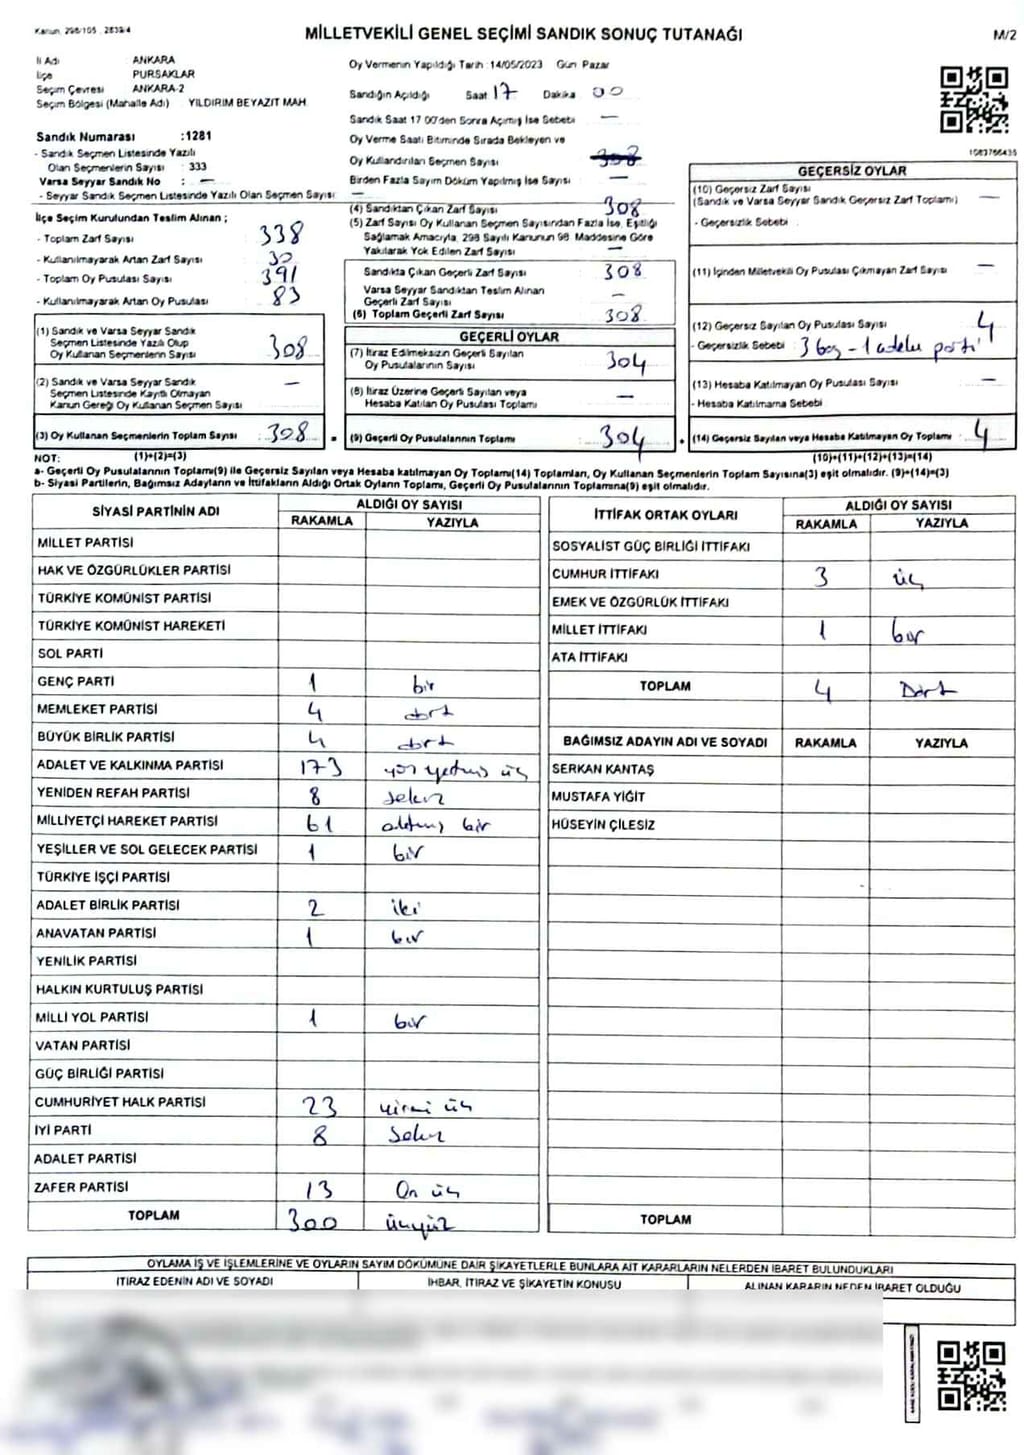 Kanun: 298/105 , 2839/4
MİLLETVEKİLİ GENEL SEÇİMİ SANDIK SONUÇ TUTANAĞI
M/2
İl Adı ANKARA
İlçe PURSAKLAR
Seçim Çevresi ANKARA-2
Seçim Bölgesi (Mahalle Adı) YILDIRIM BEYAZIT MAH.
Oy Vermenin Yapıldığı Tarih :14/05/2023 Gün Pazar
Sandığın Açıldığı Saat 17 Dakika 00
Sandık Saat 17 00'den Sonra Açımış İse Sebebi —
Oy Verme Saati Bitiminde Sırada Bekleyen ve
Oy Kullandırılan Seçmen Sayısı
Birden Fazla Sayım Döküm Yapılmış İse Sayısı —
Sandık Numarası :1281
- Sandık Seçmen Listesinde Yazılı
Olan Seçmenlerin Sayısı : 333
Varsa Seyyar Sandık No : —
- Seyyar Sandık Seçmen Listesinde Yazılı Olan Seçmen Sayısı : —
İlçe Seçim Kurulundan Teslim Alınan ;
- Toplam Zarf Sayısı 338
- Kullanılmayarak Artan Zarf Sayısı 30
- Toplam Oy Pusulası Sayısı 391
- Kullanılmayarak Artan Oy Pusulası 83
(1) Sandık ve Varsa Seyyar Sandık
Seçmen Listesinde Yazılı Olup
Oy Kullanan Seçmenlerin Sayısı 308
(2) Sandık ve Varsa Seyyar Sandık
Seçmen Listesinde Kayıtlı Olmayan
Kanun Gereği Oy Kullanan Seçmen Sayısı —
(3) Oy Kullanan Seçmenlerin Toplam Sayısı 308
(4) Sandıktan Çıkan Zarf Sayısı 308
(5) Zarf Sayısı Oy Kullanan Seçmen Sayısından Fazla İse, Eşitliği
Sağlamak Amacıyla, 298 Sayılı Kanunun 98. Maddesine Göre
Yakılarak Yok Edilen Zarf Sayısı —
Sandıkta Çıkan Geçerli Zarf Sayısı 308
Varsa Seyyar Sandıktan Teslim Alınan
Geçerli Zarf Sayısı —
(6) Toplam Geçerli Zarf Sayısı 308
GEÇERLİ OYLAR
(7) İtiraz Edilmeksizin Geçerli Sayılan
Oy Pusulalarının Sayısı 304
(8) İtiraz Üzerine Geçerli Sayılan veya
Hesaba Katılan Oy Pusulası Toplamı —
(9) Geçerli Oy Pusulalarının Toplamı 304
1083766435
GEÇERSİZ OYLAR
(10) Geçersiz Zarf Sayısı
(Sandık ve Varsa Seyyar Sandık Geçersiz Zarf Toplamı) —
- Geçersizlik Sebebi :
(11) İçinden Milletvekili Oy Pusulası Çıkmayan Zarf Sayısı —
(12) Geçersiz Sayılan Oy Pusulası Sayısı 4
- Geçersizlik Sebebi : 3 boş - 1 adelu parti
(13) Hesaba Katılmayan Oy Pusulası Sayısı —
- Hesaba Katılmama Sebebi
(14) Geçersiz Sayılan veya Hesaba Katılmayan Oy Toplamı 4
NOT: (1)+(2)=(3) (10)+(11)+(12)+(13)=(14)
a- Geçerli Oy Pusulalarının Toplamı(9) ile Geçersiz Sayılan veya Hesaba katılmayan Oy Toplamı(14) Toplamları, Oy Kullanan Seçmenlerin Toplam Sayısına(3) eşit olmalıdır. (9)+(14)=(3)
b- Siyasi Partilerin, Bağımsız Adayların ve İttifakların Aldığı Ortak Oyların Toplamı, Geçerli Oy Pusulalarının Toplamına(9) eşit olmalıdır.
SİYASİ PARTİNİN ADI ALDIĞI OY SAYISI
RAKAMLA YAZIYLA
MİLLET PARTİSİ
HAK VE ÖZGÜRLÜKLER PARTİSİ
TÜRKİYE KOMÜNİST PARTİSİ
TÜRKİYE KOMÜNİST HAREKETİ
SOL PARTİ
GENÇ PARTİ 1 bir
MEMLEKET PARTİSİ 4 dört
BÜYÜK BİRLİK PARTİSİ 4 dört
ADALET VE KALKINMA PARTİSİ 173 yüz yetmiş üç
YENİDEN REFAH PARTİSİ 8 sekiz
MİLLİYETÇİ HAREKET PARTİSİ 61 altmış bir
YEŞİLLER VE SOL GELECEK PARTİSİ 1 bir
TÜRKİYE İŞÇİ PARTİSİ
ADALET BİRLİK PARTİSİ 2 iki
ANAVATAN PARTİSİ 1 bir
YENİLİK PARTİSİ
HALKIN KURTULUŞ PARTİSİ
MİLLİ YOL PARTİSİ 1 bir
VATAN PARTİSİ
GÜÇ BİRLİĞİ PARTİSİ
CUMHURİYET HALK PARTİSİ 23 yirmi üç
İYİ PARTİ 8 Sekiz
ADALET PARTİSİ
ZAFER PARTİSİ 13 On üç
TOPLAM 300 üçyüz
İTTİFAK ORTAK OYLARI ALDIĞI OY SAYISI
RAKAMLA YAZIYLA
SOSYALİST GÜÇ BİRLİĞİ İTTİFAKI
CUMHUR İTTİFAKI 3 üç
EMEK VE ÖZGÜRLÜK İTTİFAKI
MİLLET İTTİFAKI 1 bir
ATA İTTİFAKI
TOPLAM 4 Dört
BAĞIMSIZ ADAYIN ADI VE SOYADI RAKAMLA YAZIYLA
SERKAN KANTAŞ
MUSTAFA YİĞİT
HÜSEYİN ÇİLESİZ
TOPLAM
OYLAMA İŞ VE İŞLEMLERİNE VE OYLARIN SAYIM DÖKÜMÜNE DAİR ŞİKAYETLERLE BUNLARA AİT KARARLARIN NELERDEN İBARET BULUNDUKLARI
İTİRAZ EDENİN ADI VE SOYADI İHBAR, İTİRAZ VE ŞİKAYETİN KONUSU ALINAN KARARIN NEDEN İBARET OLDUĞU